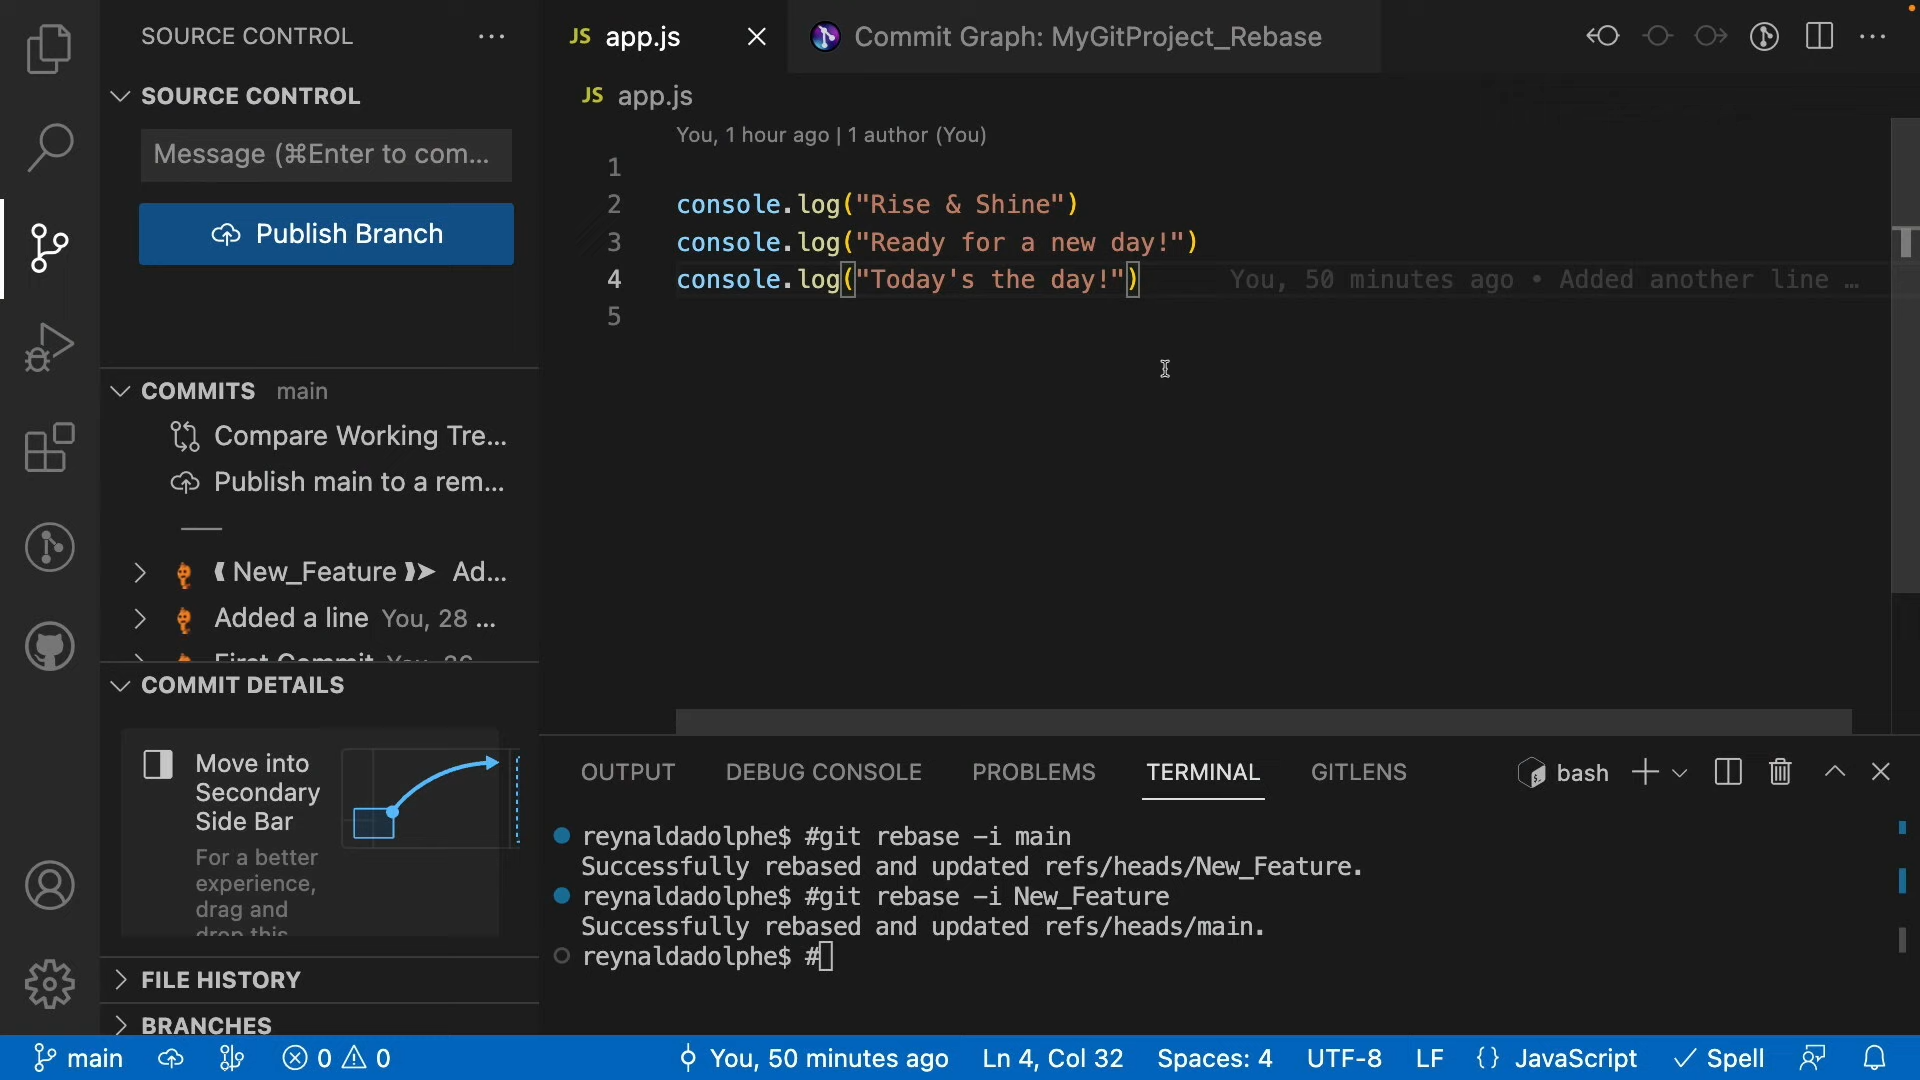 SOURCE CONTROL
SOURCE CONTROL
Message (⌘Enter to com...
Publish Branch
COMMITS main
Compare Working Tre...
Publish main to a rem...
New_Feature Ad...
Added a line You, 28 ...
First Commit You,
COMMIT DETAILS
Move into
Secondary
Side Bar
For a better
experience,
drag and
drop this
FILE HISTORY
BRANCHES
JS app.js
Commit Graph: MyGitProject_Rebase
JS app.js
You, 1 hour ago | 1 author (You)
1
2 console.log("Rise & Shine")
3 console.log("Ready for a new day!")
4 console.log("Today's the day!") You, 50 minutes ago • Added another line …
5
OUTPUT DEBUG CONSOLE PROBLEMS TERMINAL GITLENS bash
reynaldadolphe$ #git rebase -i main
Successfully rebased and updated refs/heads/New_Feature.
reynaldadolphe$ #git rebase -i New_Feature
Successfully rebased and updated refs/heads/main.
reynaldadolphe$ #
main 0 0 You, 50 minutes ago Ln 4, Col 32 Spaces: 4 UTF-8 LF {} JavaScript Spell